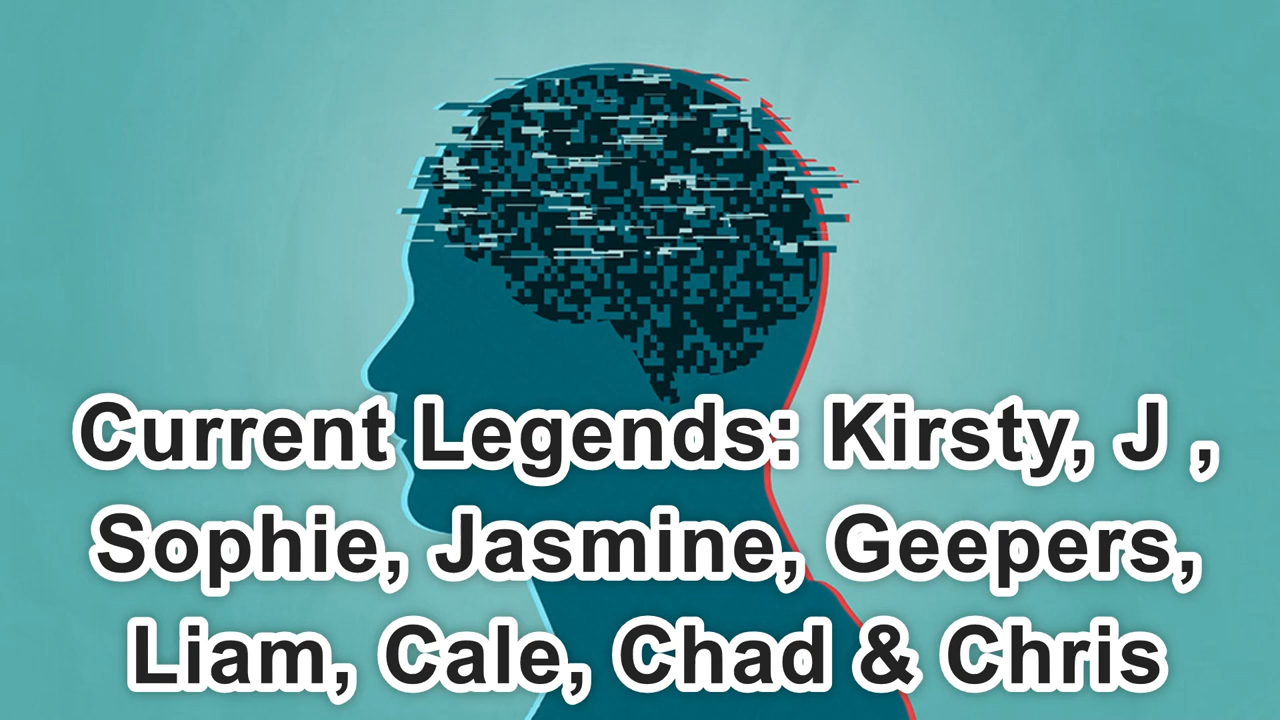 Current Legends: Kirsty, J ,
Sophie, Jasmine, Geepers,
Liam, Cale, Chad & Chris